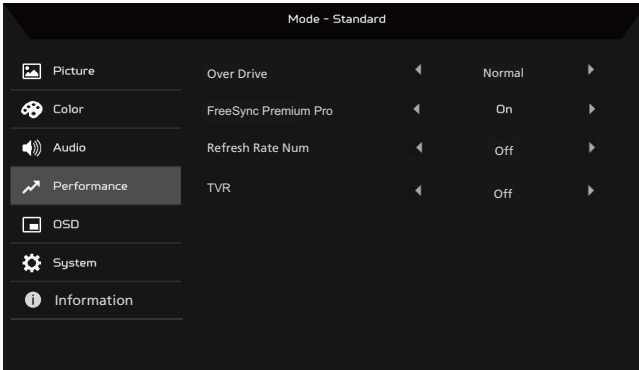 Mode - Standard
Picture
Color
Audio
Performance
OSD
System
Information
Over Drive Normal
FreeSync Premium Pro On
Refresh Rate Num Off
TVR Off